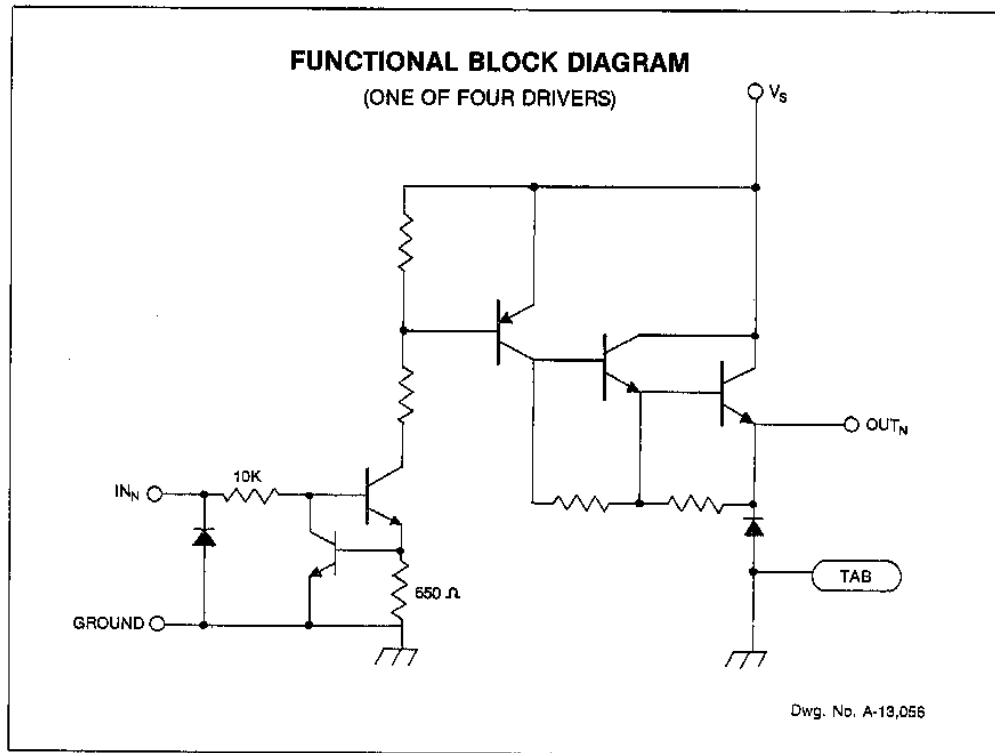 FUNCTIONAL BLOCK DIAGRAM
(ONE OF FOUR DRIVERS)
VS
10K
INN
OUTN
650 Ω
TAB
GROUND
Dwg. No. A-13,056